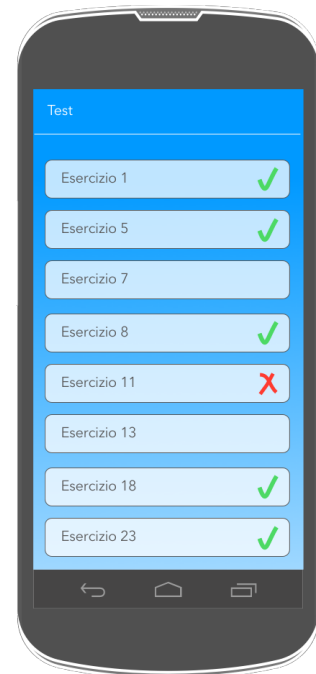 Test
Esercizio 1
Esercizio 5
Esercizio 7
Esercizio 8
Esercizio 11
Esercizio 13
Esercizio 18
Esercizio 23